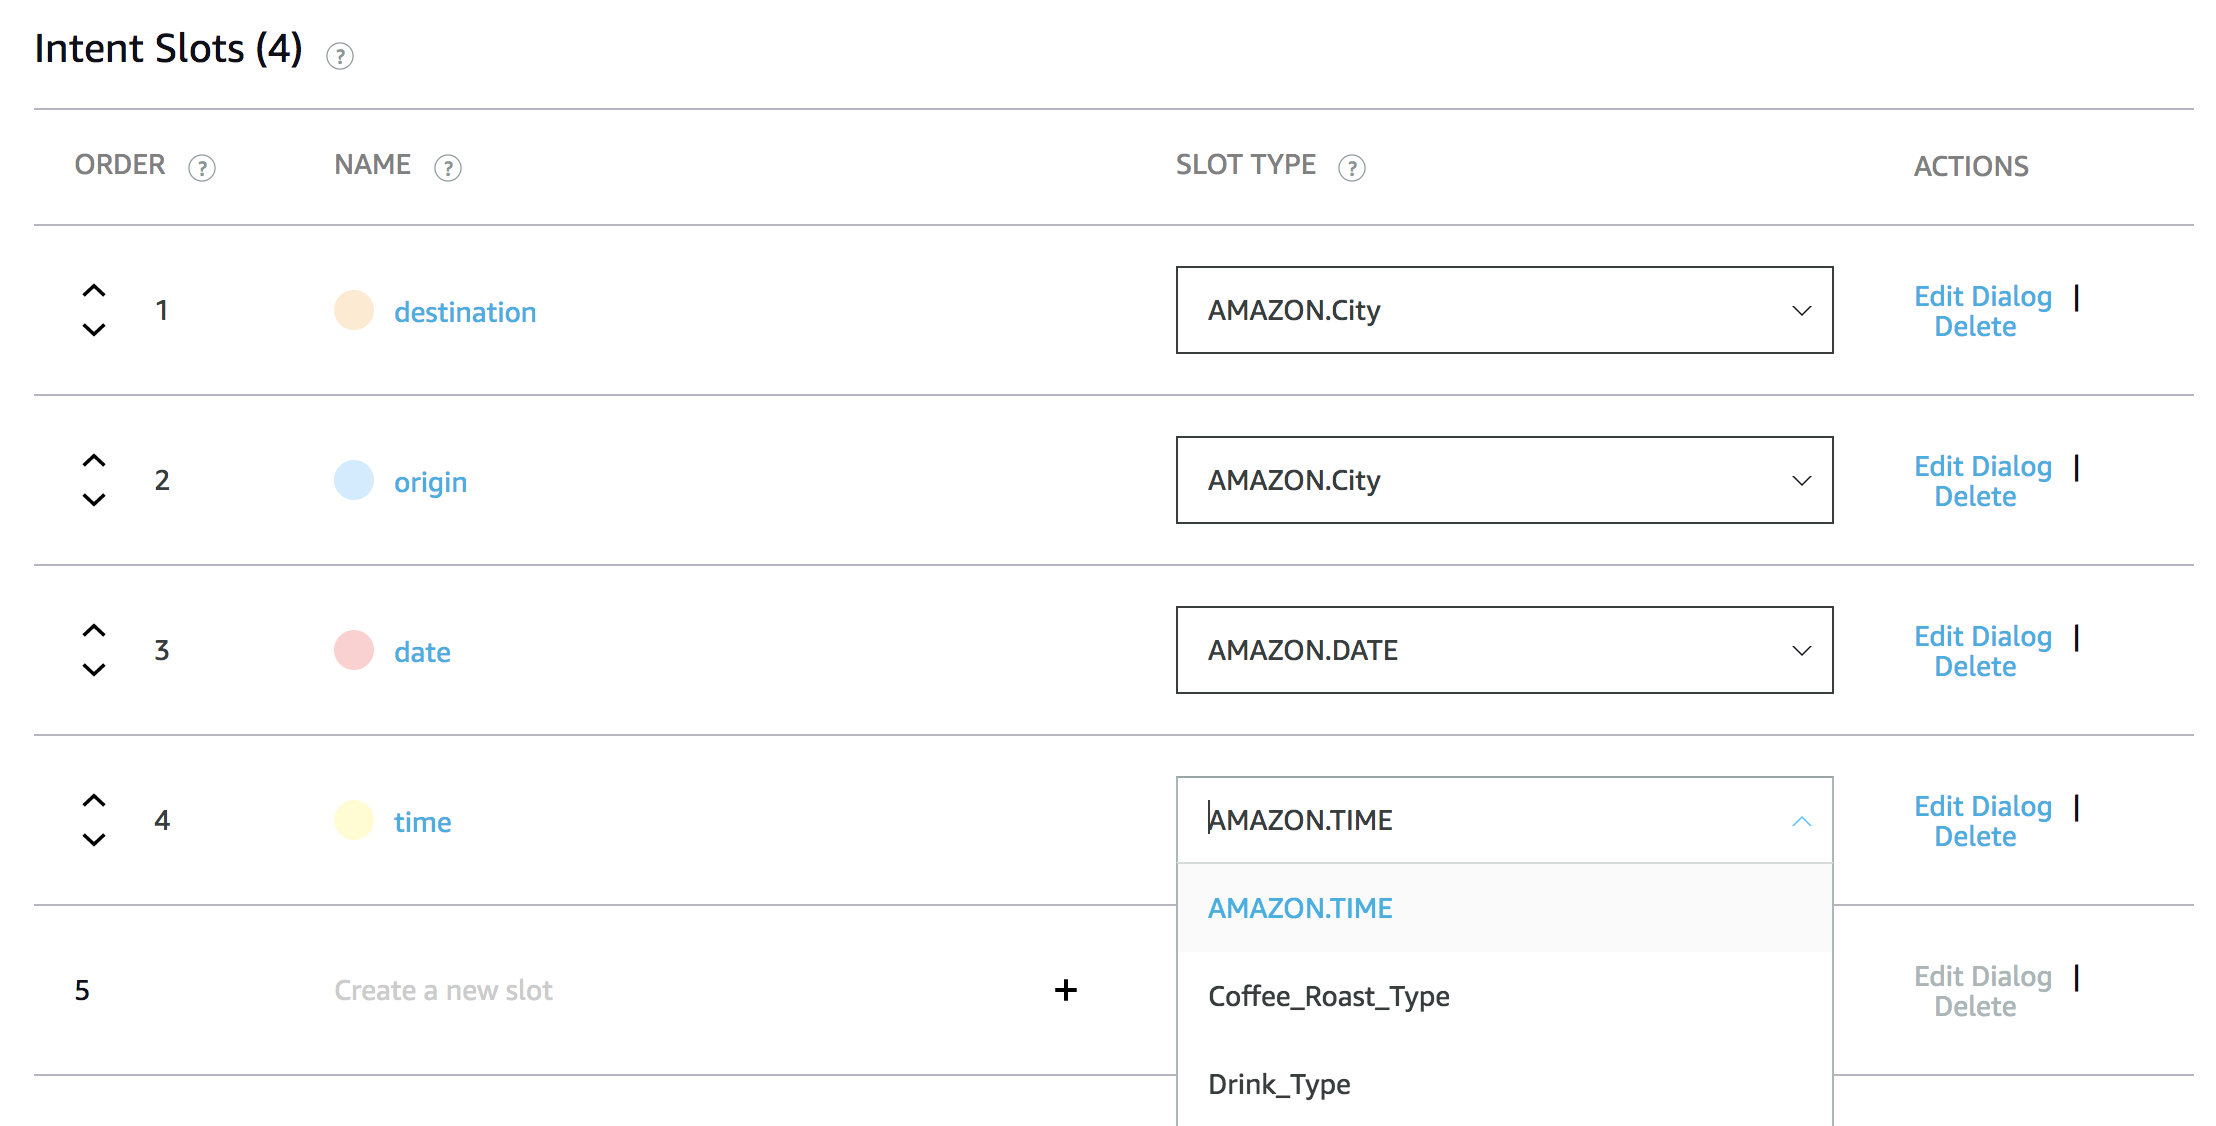 Intent Slots (4) ?
ORDER ? NAME ? SLOT TYPE ? ACTIONS
1 destination AMAZON.City Edit Dialog |
Delete
2 origin AMAZON.City Edit Dialog |
Delete
3 date AMAZON.DATE Edit Dialog |
Delete
4 time AMAZON.TIME Edit Dialog |
Delete
AMAZON.TIME
5 Create a new slot + Edit Dialog |
Delete
Coffee_Roast_Type
Drink_Type